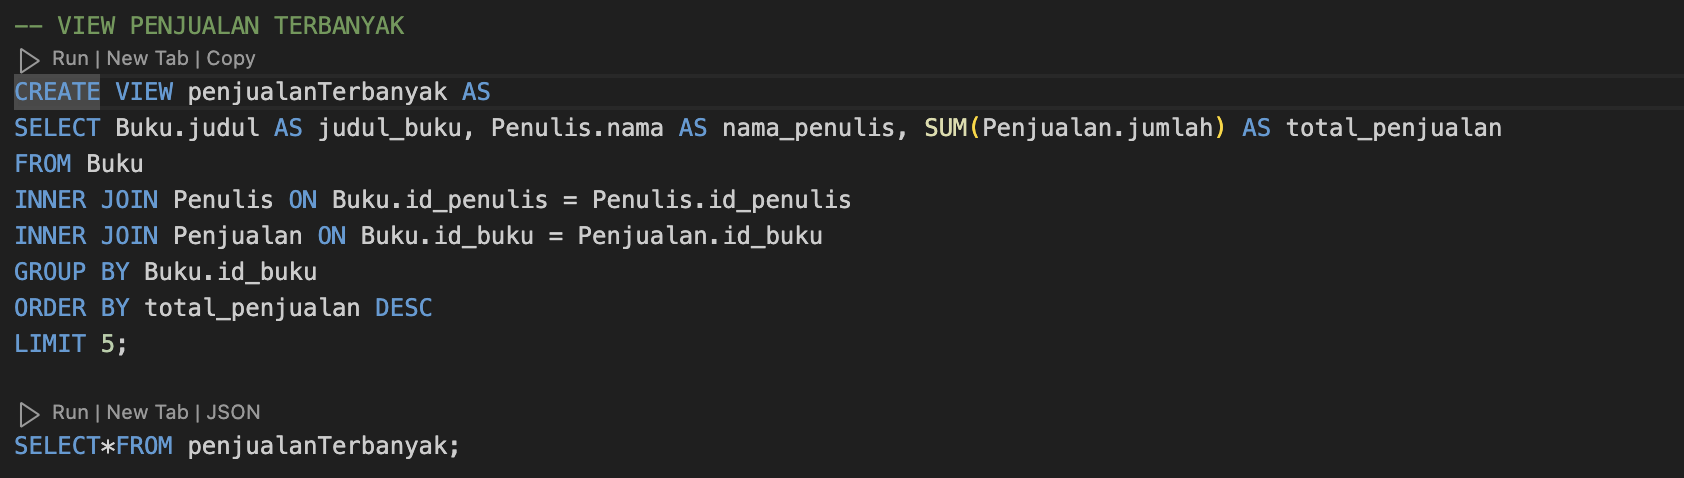 -- VIEW PENJUALAN TERBANYAK
Run | New Tab | Copy
CREATE VIEW penjualanTerbanyak AS
SELECT Buku.judul AS judul_buku, Penulis.nama AS nama_penulis, SUM(Penjualan.jumlah) AS total_penjualan
FROM Buku
INNER JOIN Penulis ON Buku.id_penulis = Penulis.id_penulis
INNER JOIN Penjualan ON Buku.id_buku = Penjualan.id_buku
GROUP BY Buku.id_buku
ORDER BY total_penjualan DESC
LIMIT 5;
Run | New Tab | JSON
SELECT*FROM penjualanTerbanyak;